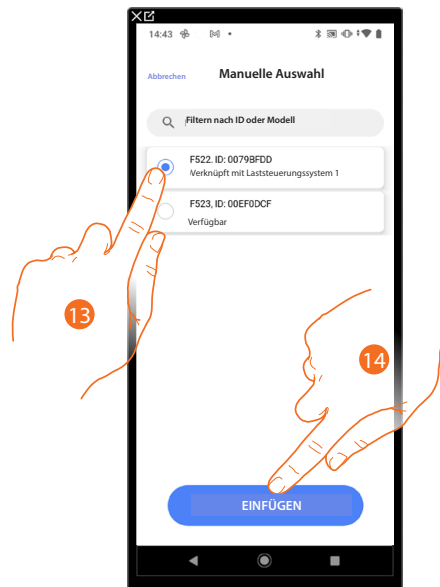 14:43
Abbrechen
Manuelle Auswahl
Filtern nach ID oder Modell
F522. ID: 0079BFDD
Verknüpft mit Laststeuerungssystem 1
F523, ID: 00EF0DCF
Verfügbar
13
14
EINFÜGEN